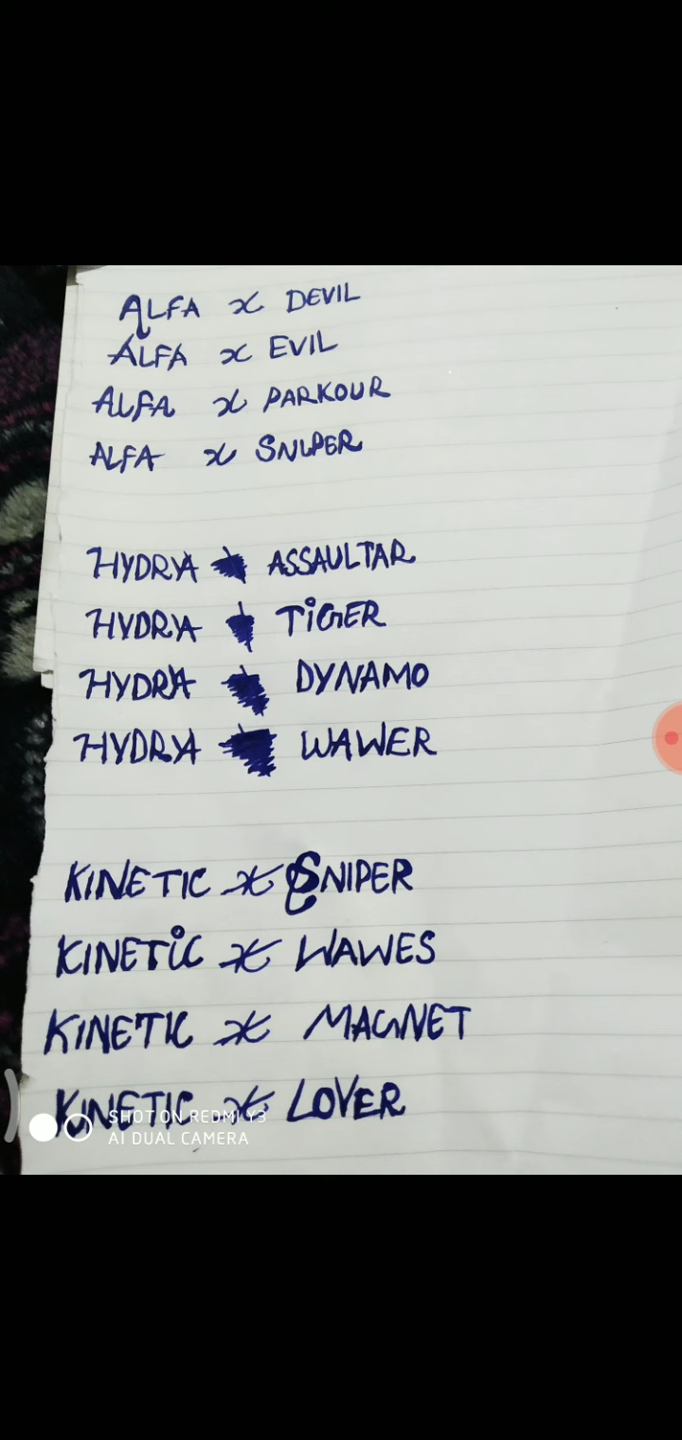 ALFA x DEVIL
ALFA x EVIL
ALFA x PARKOUR
ALFA x SNIPER
HYDRA ASSAULTAR
HYDRA TiGER
HYDRA DYNAMO
HYDRA WAWER
KINETIC x SNIPER
KINETiC x WAWES
KINETIC x MAGNET
KINETIC x LOVER
SHOT ON REDMI Y3
AI DUAL CAMERA